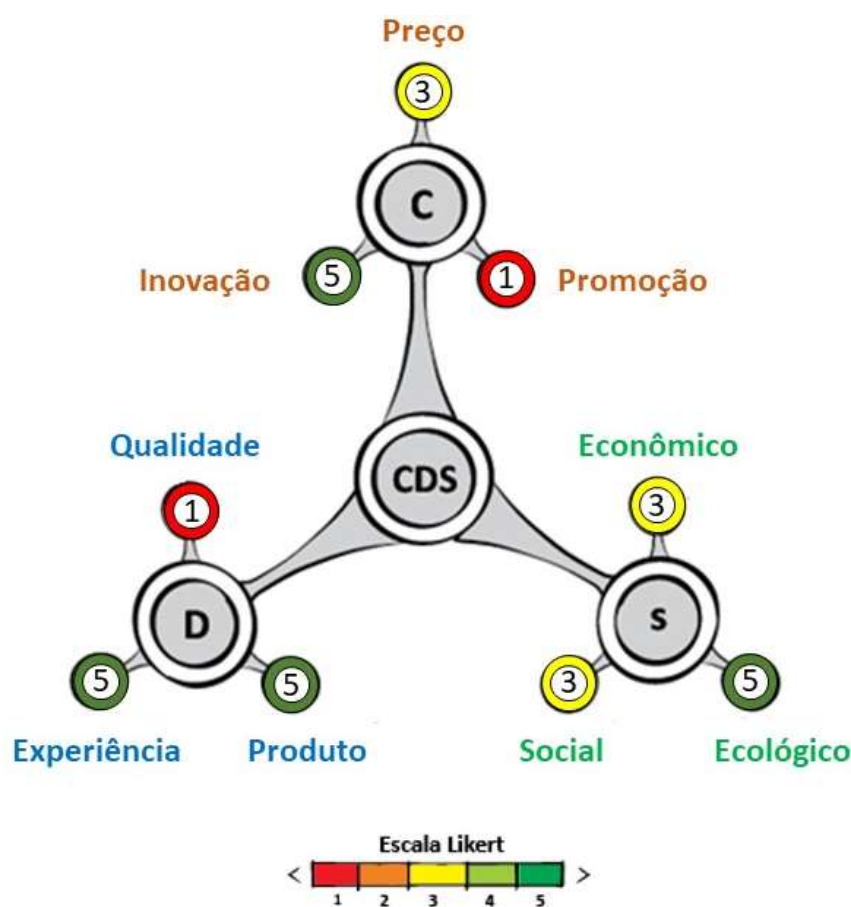 Preço
3
C
Inovação
5
1
Promoção
CDS
Qualidade
1
D
5
5
Experiência
Produto
Econômico
3
s
3
5
Social
Ecológico
Escala Likert
< >
1 2 3 4 5